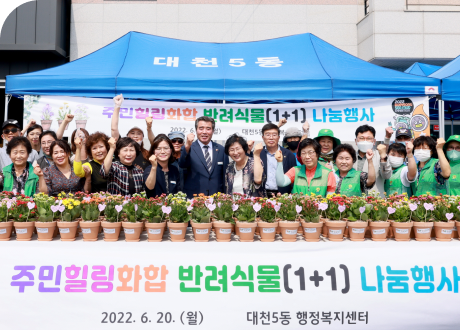 대천5동
주민힐링화합 반려식물(1+1) 나눔행사
주민힐링화합 반려식물(1+1) 나눔행사
2022. 6. 20. (월) 대천5동 행정복지센터